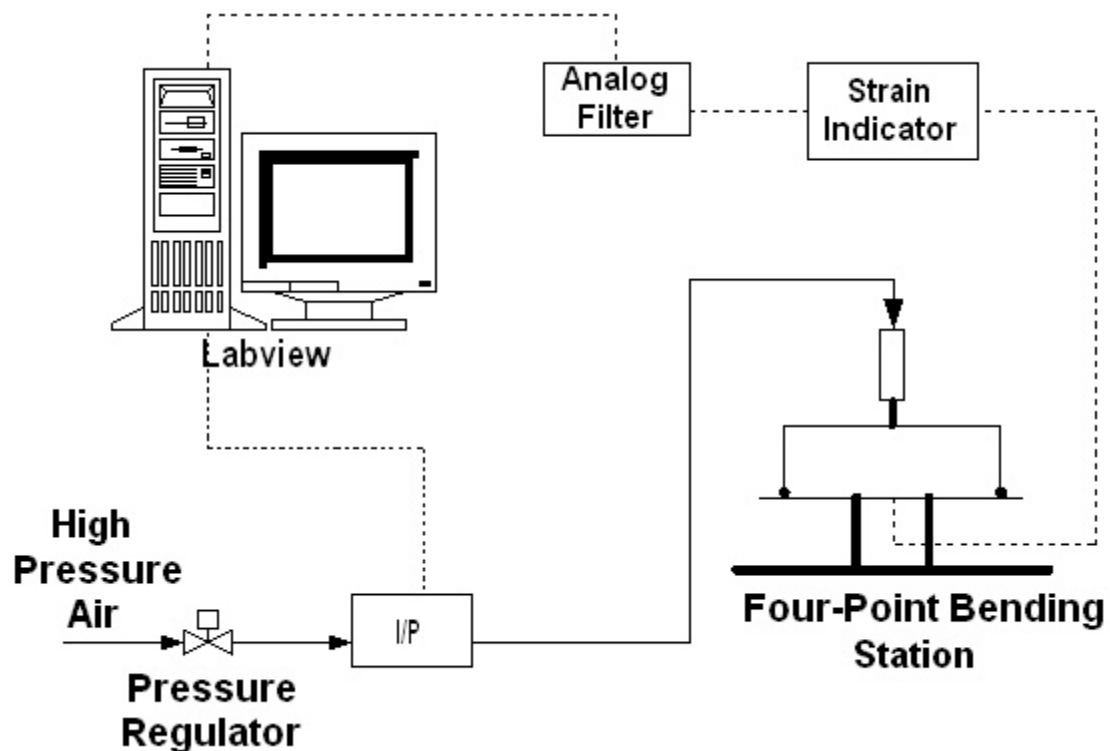 Analog
Filter
Strain
Indicator
Labview
High
Pressure
Air
I/P
Pressure
Regulator
Four-Point Bending
Station